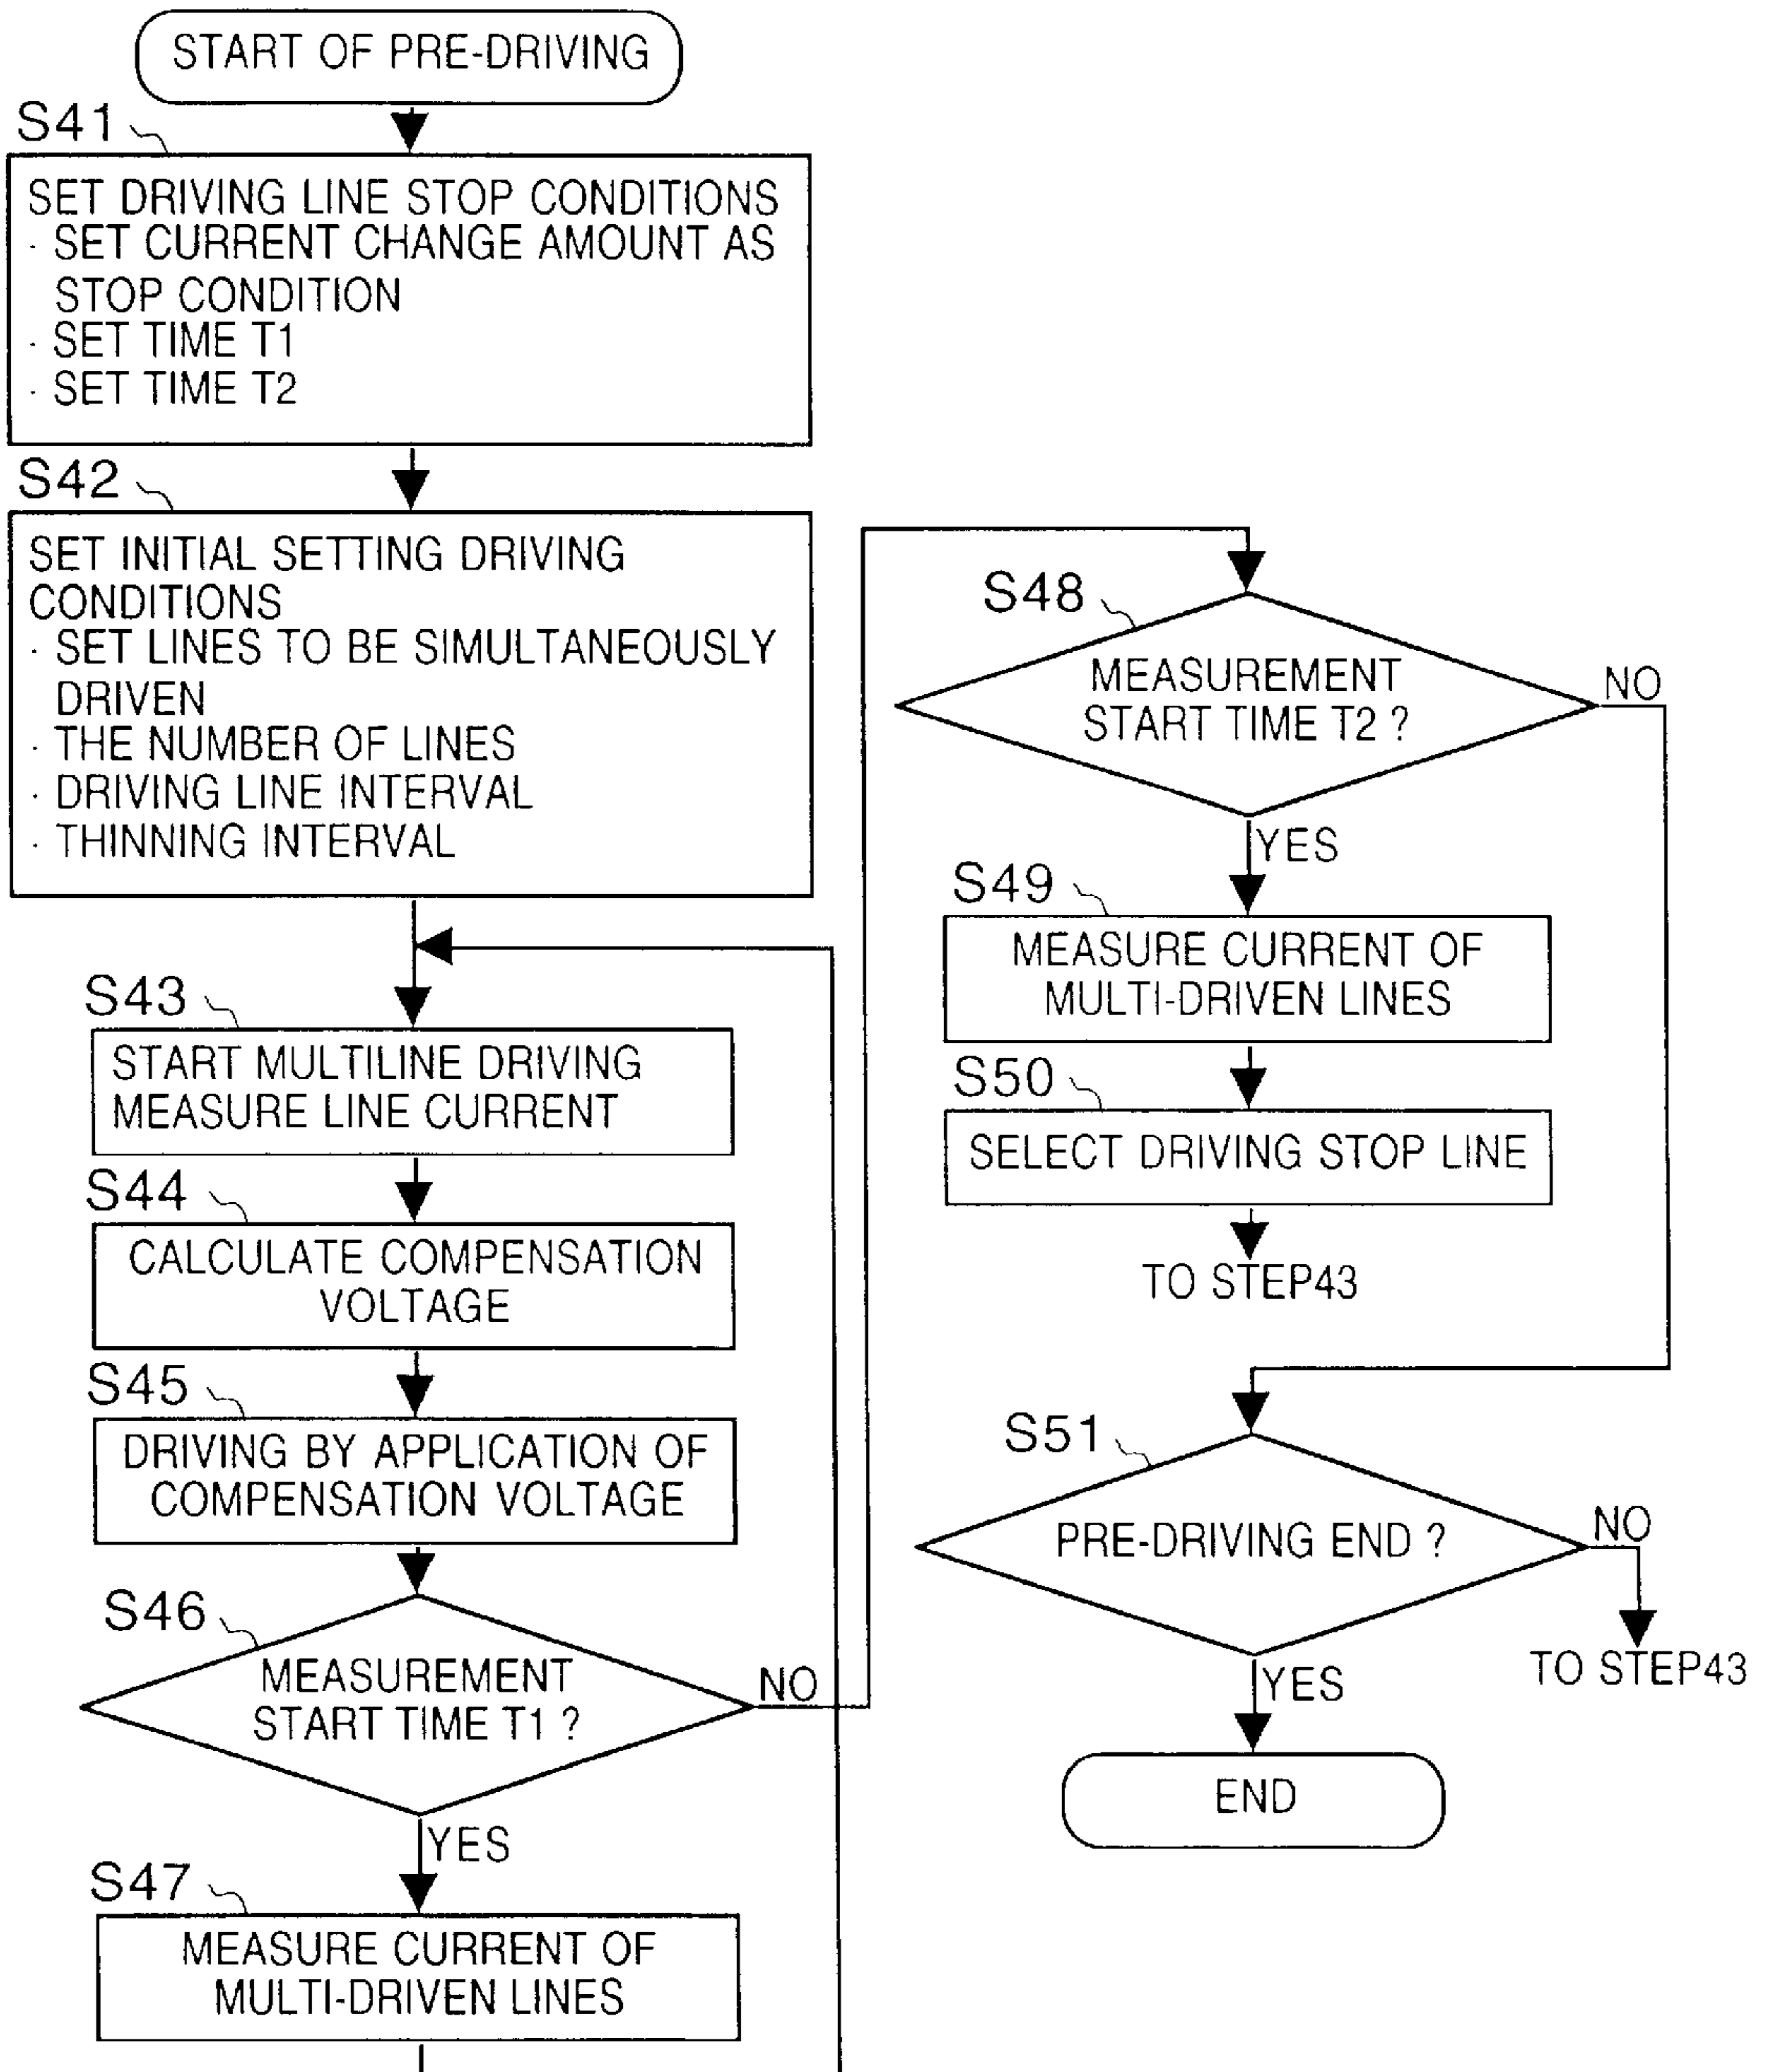 START OF PRE-DRIVING
S41
SET DRIVING LINE STOP CONDITIONS
· SET CURRENT CHANGE AMOUNT AS
STOP CONDITION
· SET TIME T1
· SET TIME T2
S42
SET INITIAL SETTING DRIVING
CONDITIONS
· SET LINES TO BE SIMULTANEOUSLY
DRIVEN
· THE NUMBER OF LINES
· DRIVING LINE INTERVAL
· THINNING INTERVAL
S43
START MULTILINE DRIVING
MEASURE LINE CURRENT
S44
CALCULATE COMPENSATION
VOLTAGE
S45
DRIVING BY APPLICATION OF
COMPENSATION VOLTAGE
S46
MEASUREMENT
START TIME T1 ?
NO
YES
S47
MEASURE CURRENT OF
MULTI-DRIVEN LINES
S48
MEASUREMENT
START TIME T2 ?
NO
YES
S49
MEASURE CURRENT OF
MULTI-DRIVEN LINES
S50
SELECT DRIVING STOP LINE
TO STEP43
S51
PRE-DRIVING END ?
NO
TO STEP43
YES
END